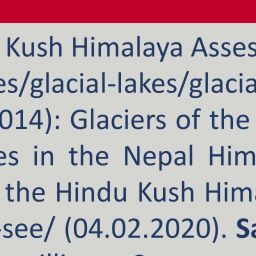 Kush Himalaya Asses
es/glacial-lakes/glacia
014): Glaciers of the
es in the Nepal Him
the Hindu Kush Hima
-see/ (04.02.2020). Sa